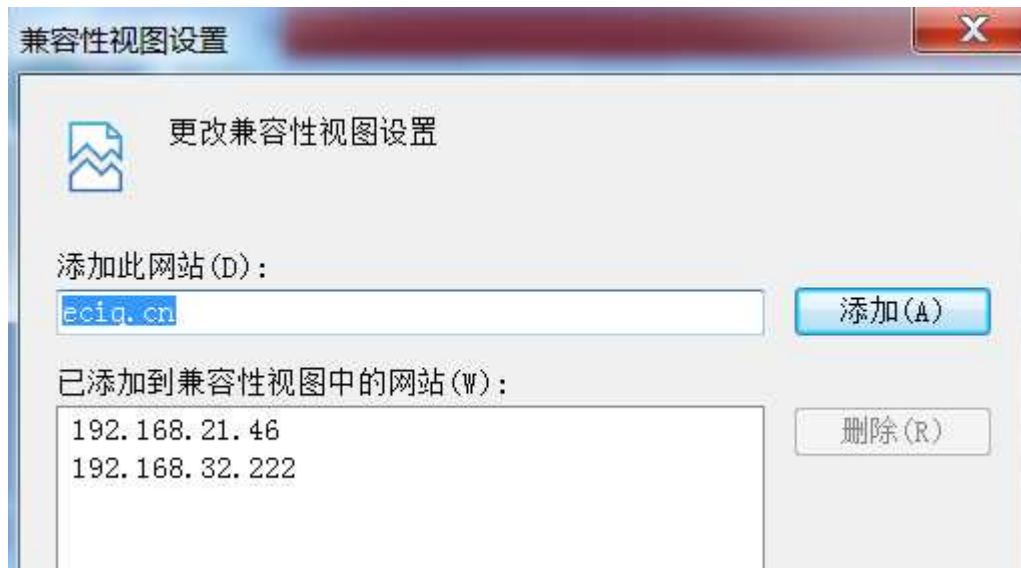 兼容性视图设置
更改兼容性视图设置
添加此网站(D):
eciq.cn
添加(A)
已添加到兼容性视图中的网站(W):
192.168.21.46
删除(R)
192.168.32.222